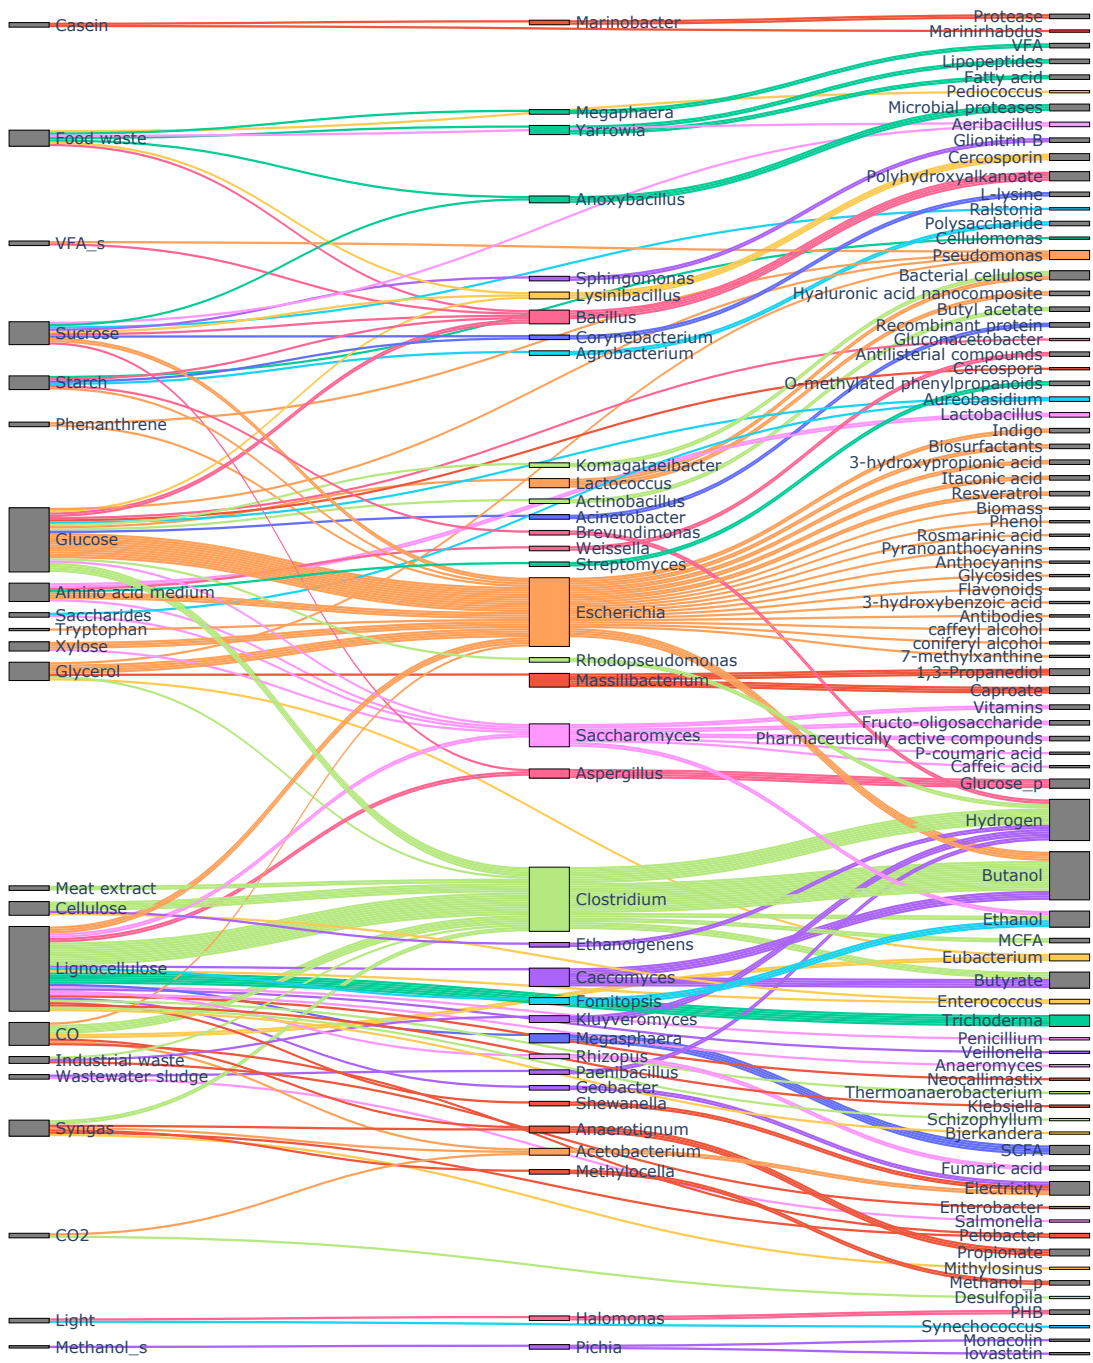 Casein
Food waste
VFA_s
Sucrose
Starch
Phenanthrene
Glucose
Amino acid medium
Saccharides
Tryptophan
Xylose
Glycerol
Meat extract
Cellulose
Lignocellulose
CO
Industrial waste
Wastewater sludge
Syngas
CO2
Light
Methanol_s
Marinobacter
Megaphaera
Yarrowia
Anoxybacillus
Sphingomonas
Lysinibacillus
Bacillus
Corynebacterium
Agrobacterium
Komagataeibacter
Lactococcus
Actinobacillus
Acinetobacter
Brevundimonas
Weissella
Streptomyces
Escherichia
Rhodopseudomonas
Massilibacterium
Saccharomyces
Aspergillus
Clostridium
Ethanoigenens
Caecomyces
Fomitopsis
Kluyveromyces
Megasphaera
Rhizopus
Paenibacillus
Geobacter
Shewanella
Anaerotignum
Acetobacterium
Methylocella
Halomonas
Pichia
Protease
Marinirhabdus
VFA
Lipopeptides
Fatty acid
Pediococcus
Microbial proteases
Aeribacillus
Glionitrin B
Cercosporin
Polyhydroxyalkanoate
L-lysine
Ralstonia
Polysaccharide
Cellulomonas
Pseudomonas
Bacterial cellulose
Hyaluronic acid nanocomposite
Butyl acetate
Recombinant protein
Gluconacetobacter
Antilisterial compounds
Cercospora
O-methylated phenylpropanoids
Aureobasidium
Lactobacillus
Indigo
Biosurfactants
3-hydroxypropionic acid
Itaconic acid
Resveratrol
Biomass
Phenol
Rosmarinic acid
Pyranoanthocyanins
Anthocyanins
Glycosides
Flavonoids
3-hydroxybenzoic acid
Antibodies
caffeyl alcohol
coniferyl alcohol
7-methylxanthine
1,3-Propanediol
Caproate
Vitamins
Fructo-oligosaccharide
Pharmaceutically active compounds
P-coumaric acid
Caffeic acid
Glucose_p
Hydrogen
Butanol
Ethanol
MCFA
Eubacterium
Butyrate
Enterococcus
Trichoderma
Penicillium
Veillonella
Anaeromyces
Neocallimastix
Thermoanaerobacterium
Klebsiella
Schizophyllum
Bjerkandera
SCFA
Fumaric acid
Electricity
Enterobacter
Salmonella
Pelobacter
Propionate
Mithylosinus
Methanol_p
Desulfopila
PHB
Synechococcus
Monacolin
lovastatin